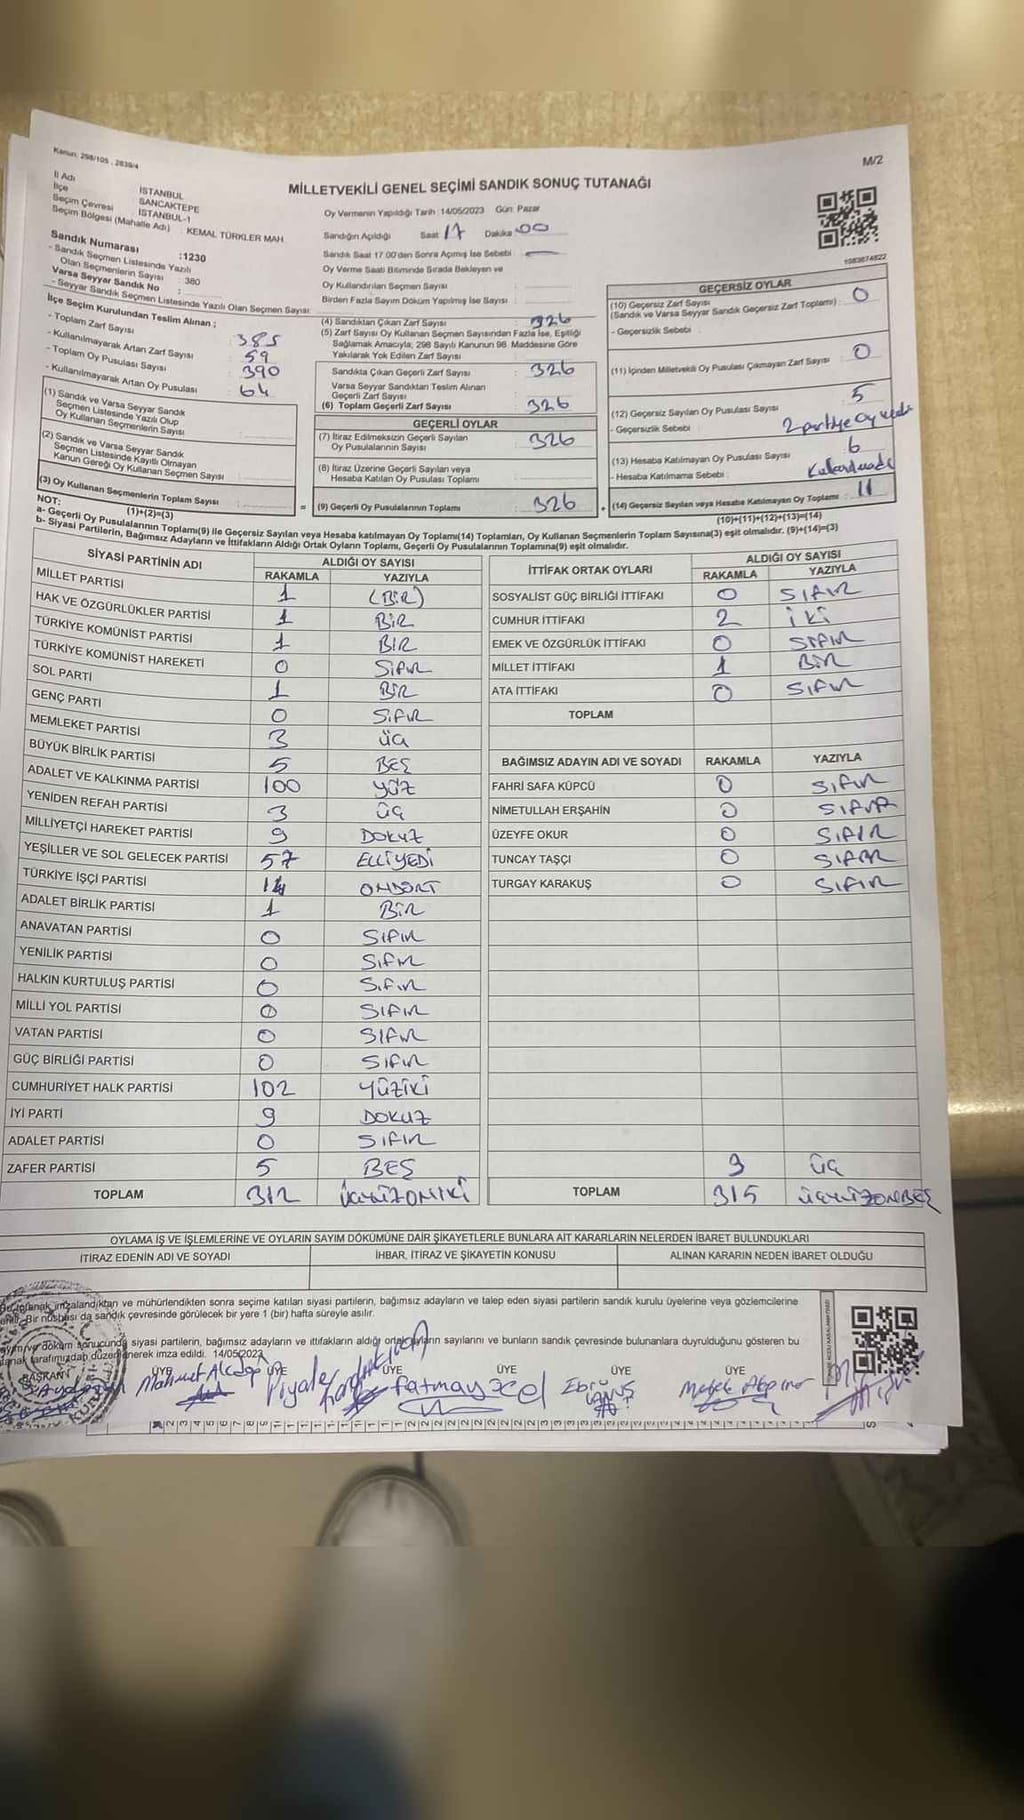 Kanun: 298/105 , 2839/4
M/2
MİLLETVEKİLİ GENEL SEÇİMİ SANDIK SONUÇ TUTANAĞI
İl Adı İSTANBUL
İlçe SANCAKTEPE
Seçim Çevresi İSTANBUL-1
Seçim Bölgesi (Mahalle Adı) : KEMAL TÜRKLER MAH
Sandık Numarası :1230
- Sandık Seçmen Listesinde Yazılı
Olan Seçmenlerin Sayısı : 380
Varsa Seyyar Sandık No :
- Seyyar Sandık Seçmen Listesinde Yazılı Olan Seçmen Sayısı:
Oy Vermenin Yapıldığı Tarih :14/05/2023 Gün: Pazar
Sandığın Açıldığı Saat 17 Dakika 00
Sandık Saat 17:00'den Sonra Açımış İse Sebebi : —
Oy Verme Saati Bitiminde Sırada Bekleyen ve
Oy Kullandırılan Seçmen Sayısı :
Birden Fazla Sayım Döküm Yapılmış İse Sayısı :
1083674822
İlçe Seçim Kurulundan Teslim Alınan ;
- Toplam Zarf Sayısı : 385
- Kullanılmayarak Artan Zarf Sayısı : 59
- Toplam Oy Pusulası Sayısı : 390
- Kullanılmayarak Artan Oy Pusulası : 64
(1) Sandık ve Varsa Seyyar Sandık
Seçmen Listesinde Yazılı Olup
Oy Kullanan Seçmenlerin Sayısı :
(2) Sandık ve Varsa Seyyar Sandık
Seçmen Listesinde Kayıtlı Olmayan
Kanun Gereği Oy Kullanan Seçmen Sayısı :
(3) Oy Kullanan Seçmenlerin Toplam Sayısı :
(1)+(2)=(3)
(4) Sandıktan Çıkan Zarf Sayısı : 326
(5) Zarf Sayısı Oy Kullanan Seçmen Sayısından Fazla İse, Eşitliği
Sağlamak Amacıyla; 298 Sayılı Kanunun 98. Maddesine Göre
Yakılarak Yok Edilen Zarf Sayısı :
Sandıkta Çıkan Geçerli Zarf Sayısı : 326
Varsa Seyyar Sandıktan Teslim Alınan
Geçerli Zarf Sayısı :
(6) Toplam Geçerli Zarf Sayısı : 326
GEÇERLİ OYLAR
(7) İtiraz Edilmeksizin Geçerli Sayılan
Oy Pusulalarının Sayısı : 326
(8) İtiraz Üzerine Geçerli Sayılan veya
Hesaba Katılan Oy Pusulası Toplamı :
(9) Geçerli Oy Pusulalarının Toplamı : 326
GEÇERSİZ OYLAR
(10) Geçersiz Zarf Sayısı
(Sandık ve Varsa Seyyar Sandık Geçersiz Zarf Toplamı) : 0
- Geçersizlik Sebebi :
(11) İçinden Milletvekili Oy Pusulası Çıkmayan Zarf Sayısı : 0
(12) Geçersiz Sayılan Oy Pusulası Sayısı : 5
- Geçersizlik Sebebi : 2 partiye oy
(13) Hesaba Katılmayan Oy Pusulası Sayısı : 6
- Hesaba Katılmama Sebebi :
(14) Geçersiz Sayılan veya Hesaba Katılmayan Oy Toplamı : 11
(10)+(11)+(12)+(13)=(14)
NOT:
a- Geçerli Oy Pusulalarının Toplamı(9) ile Geçersiz Sayılan veya Hesaba Katılmayan Oy Toplamı(14) Toplamları, Oy Kullanan Seçmenlerin Toplam Sayısına(3) eşit olmalıdır. (9)+(14)=(3)
b- Siyasi Partilerin, Bağımsız Adayların ve İttifakların Aldığı Ortak Oyların Toplamı, Geçerli Oy Pusulalarının Toplamına(9) eşit olmalıdır.
SİYASİ PARTİNİN ADI ALDIĞI OY SAYISI
RAKAMLA YAZIYLA
MİLLET PARTİSİ 1 (BİR)
HAK VE ÖZGÜRLÜKLER PARTİSİ 1 BİR
TÜRKİYE KOMÜNİST PARTİSİ 1 BİR
TÜRKİYE KOMÜNİST HAREKETİ 0 SIFIR
SOL PARTİ 1 BİR
GENÇ PARTİ 0 SIFIR
MEMLEKET PARTİSİ 3 ÜÇ
BÜYÜK BİRLİK PARTİSİ 5 BEŞ
ADALET VE KALKINMA PARTİSİ 100 YÜZ
YENİDEN REFAH PARTİSİ 3 ÜÇ
MİLLİYETÇİ HAREKET PARTİSİ 9 DOKUZ
YEŞİLLER VE SOL GELECEK PARTİSİ 57 ELLİYEDİ
TÜRKİYE İŞÇİ PARTİSİ 14 ONDÖRT
ADALET BİRLİK PARTİSİ 1 BİR
ANAVATAN PARTİSİ 0 SIFIR
YENİLİK PARTİSİ 0 SIFIR
HALKIN KURTULUŞ PARTİSİ 0 SIFIR
MİLLİ YOL PARTİSİ 0 SIFIR
VATAN PARTİSİ 0 SIFIR
GÜÇ BİRLİĞİ PARTİSİ 0 SIFIR
CUMHURİYET HALK PARTİSİ 102 YÜZİKİ
İYİ PARTİ 9 DOKUZ
ADALET PARTİSİ 0 SIFIR
ZAFER PARTİSİ 5 BEŞ
TOPLAM 312 ÜÇYÜZONİKİ
İTTİFAK ORTAK OYLARI ALDIĞI OY SAYISI
RAKAMLA YAZIYLA
SOSYALİST GÜÇ BİRLİĞİ İTTİFAKI 0 SIFIR
CUMHUR İTTİFAKI 2 İKİ
EMEK VE ÖZGÜRLÜK İTTİFAKI 0 SIFIR
MİLLET İTTİFAKI 1 BİR
ATA İTTİFAKI 0 SIFIR
TOPLAM
BAĞIMSIZ ADAYIN ADI VE SOYADI RAKAMLA YAZIYLA
FAHRİ SAFA KÜPCÜ 0 SIFIR
NİMETULLAH ERŞAHİN 0 SIFIR
ÜZEYFE OKUR 0 SIFIR
TUNCAY TAŞÇI 0 SIFIR
TURGAY KARAKUŞ 0 SIFIR
3 ÜÇ
TOPLAM 315 ÜÇYÜZONBEŞ
OYLAMA İŞ VE İŞLEMLERİNE VE OYLARIN SAYIM DÖKÜMÜNE DAİR ŞİKAYETLERLE BUNLARA AİT KARARLARIN NELERDEN İBARET BULUNDUKLARI
İTİRAZ EDENİN ADI VE SOYADI İHBAR, İTİRAZ VE ŞİKAYETİN KONUSU ALINAN KARARIN NEDEN İBARET OLDUĞU
imzalandıktan ve mühürlendikten sonra seçime katılan siyasi partilerin, bağımsız adayların ve talep eden siyasi partilerin sandık kurulu üyelerine veya gözlemcilerine
Bir nüshası da sandık çevresinde görülecek bir yere 1 (bir) hafta süreyle asılır.
döküm sonucunda siyasi partilerin, bağımsız adayların ve ittifakların aldığı ortak oyların sayılarını ve bunların sandık çevresinde bulunanlara duyrulduğunu gösteren bu
tarafımızdan düzenlenerek imza edildi. 14/05/2023
BAŞKAN ÜYE ÜYE ÜYE ÜYE ÜYE ÜYE
Mahmut Piyale Fatma Yücel Ebru Melek